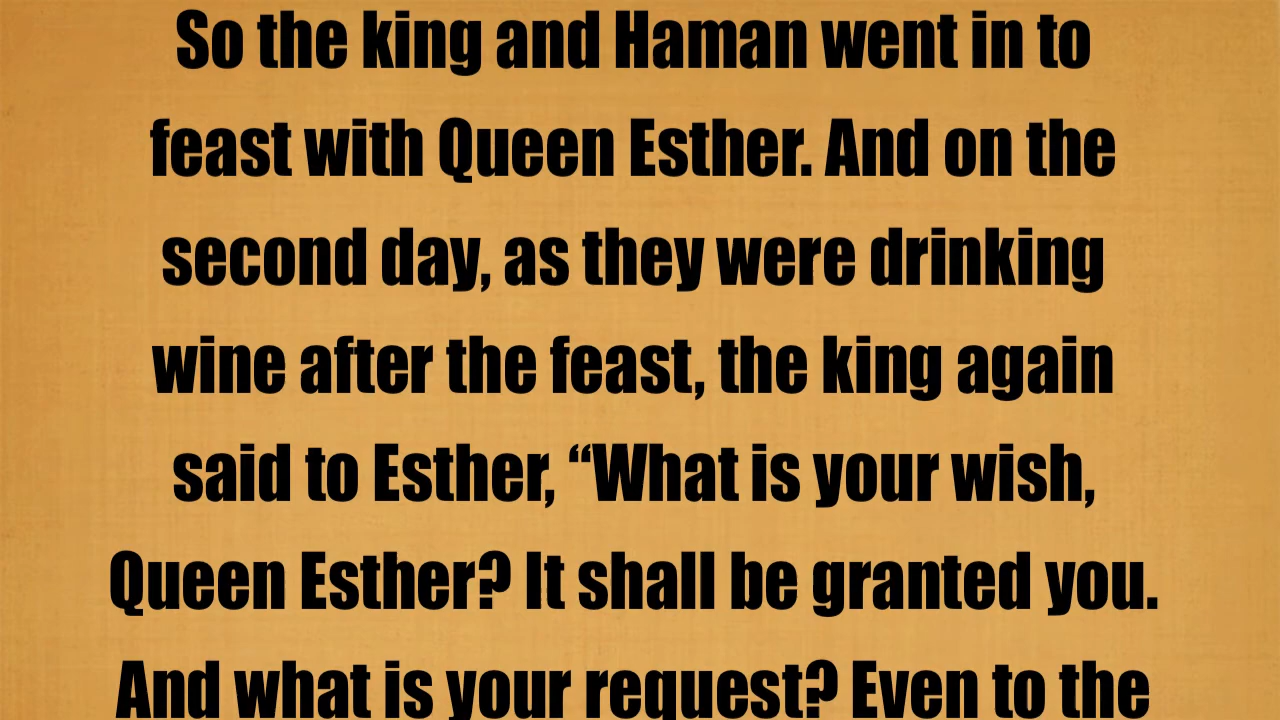 So the king and Haman went in to
feast with Queen Esther. And on the
second day, as they were drinking
wine after the feast, the king again
said to Esther, “What is your wish,
Queen Esther? It shall be granted you.
And what is your request? Even to the